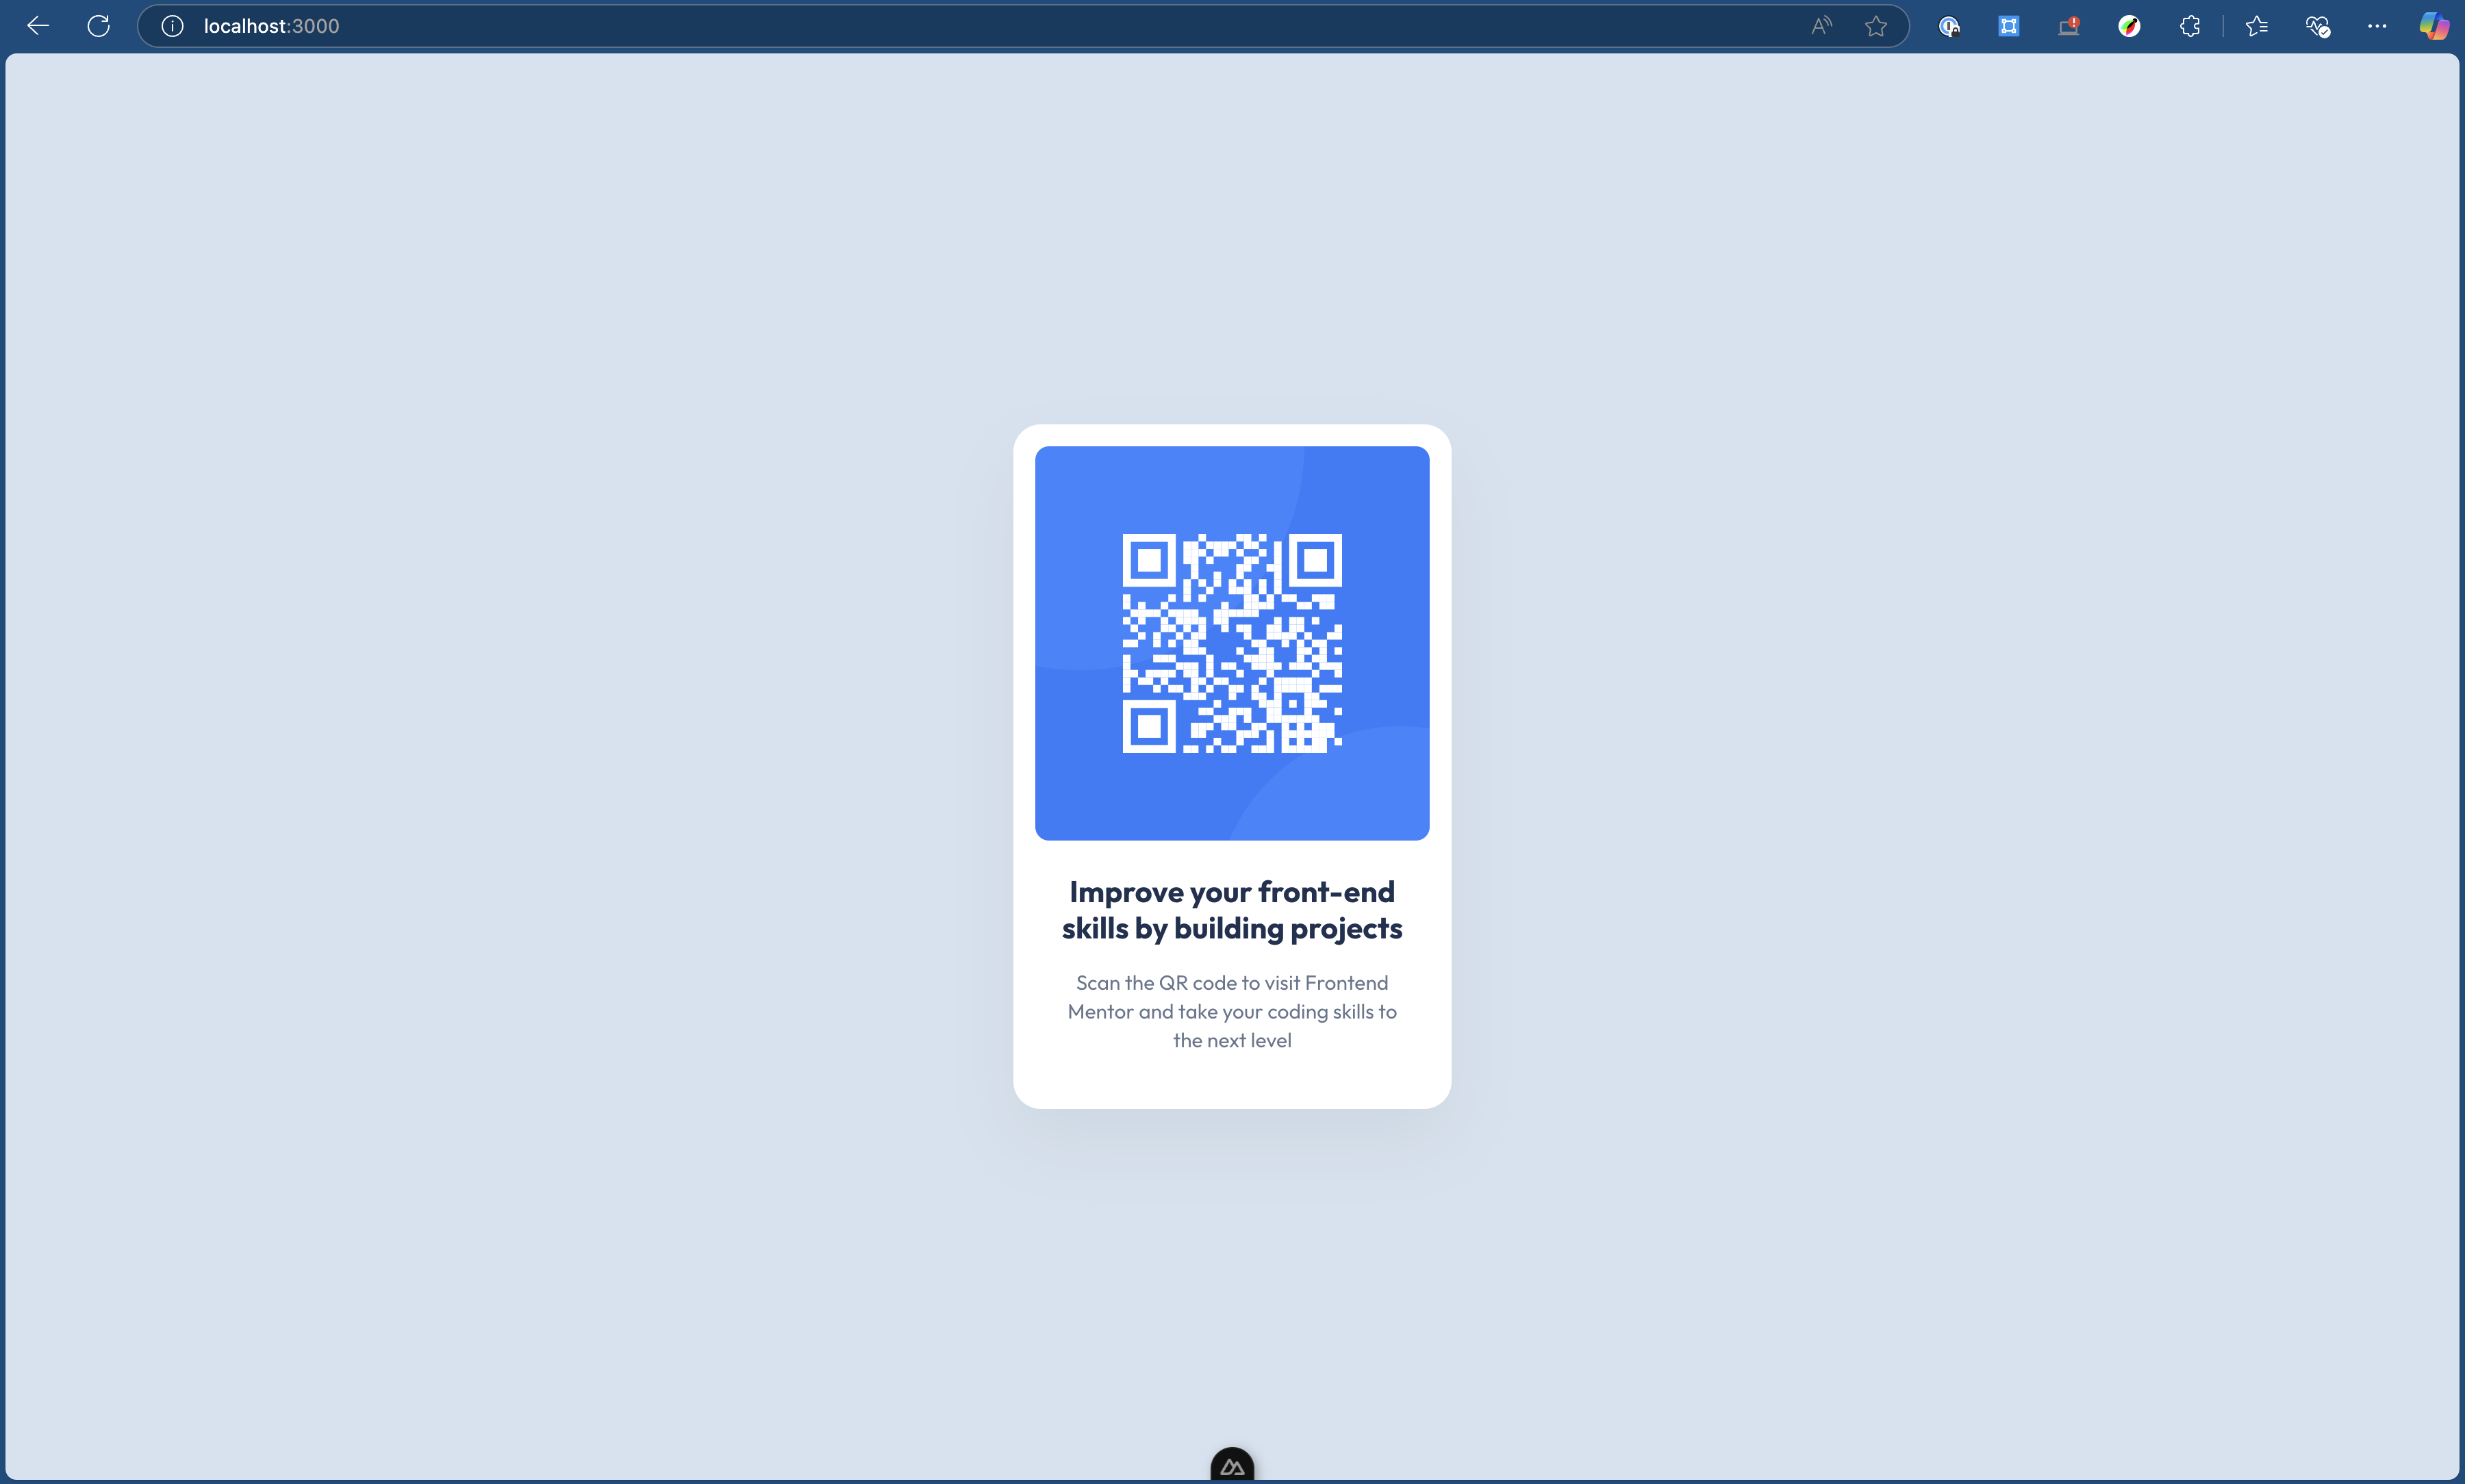 localhost:3000
Improve your front-end
skills by building projects
Scan the QR code to visit Frontend
Mentor and take your coding skills to
the next level